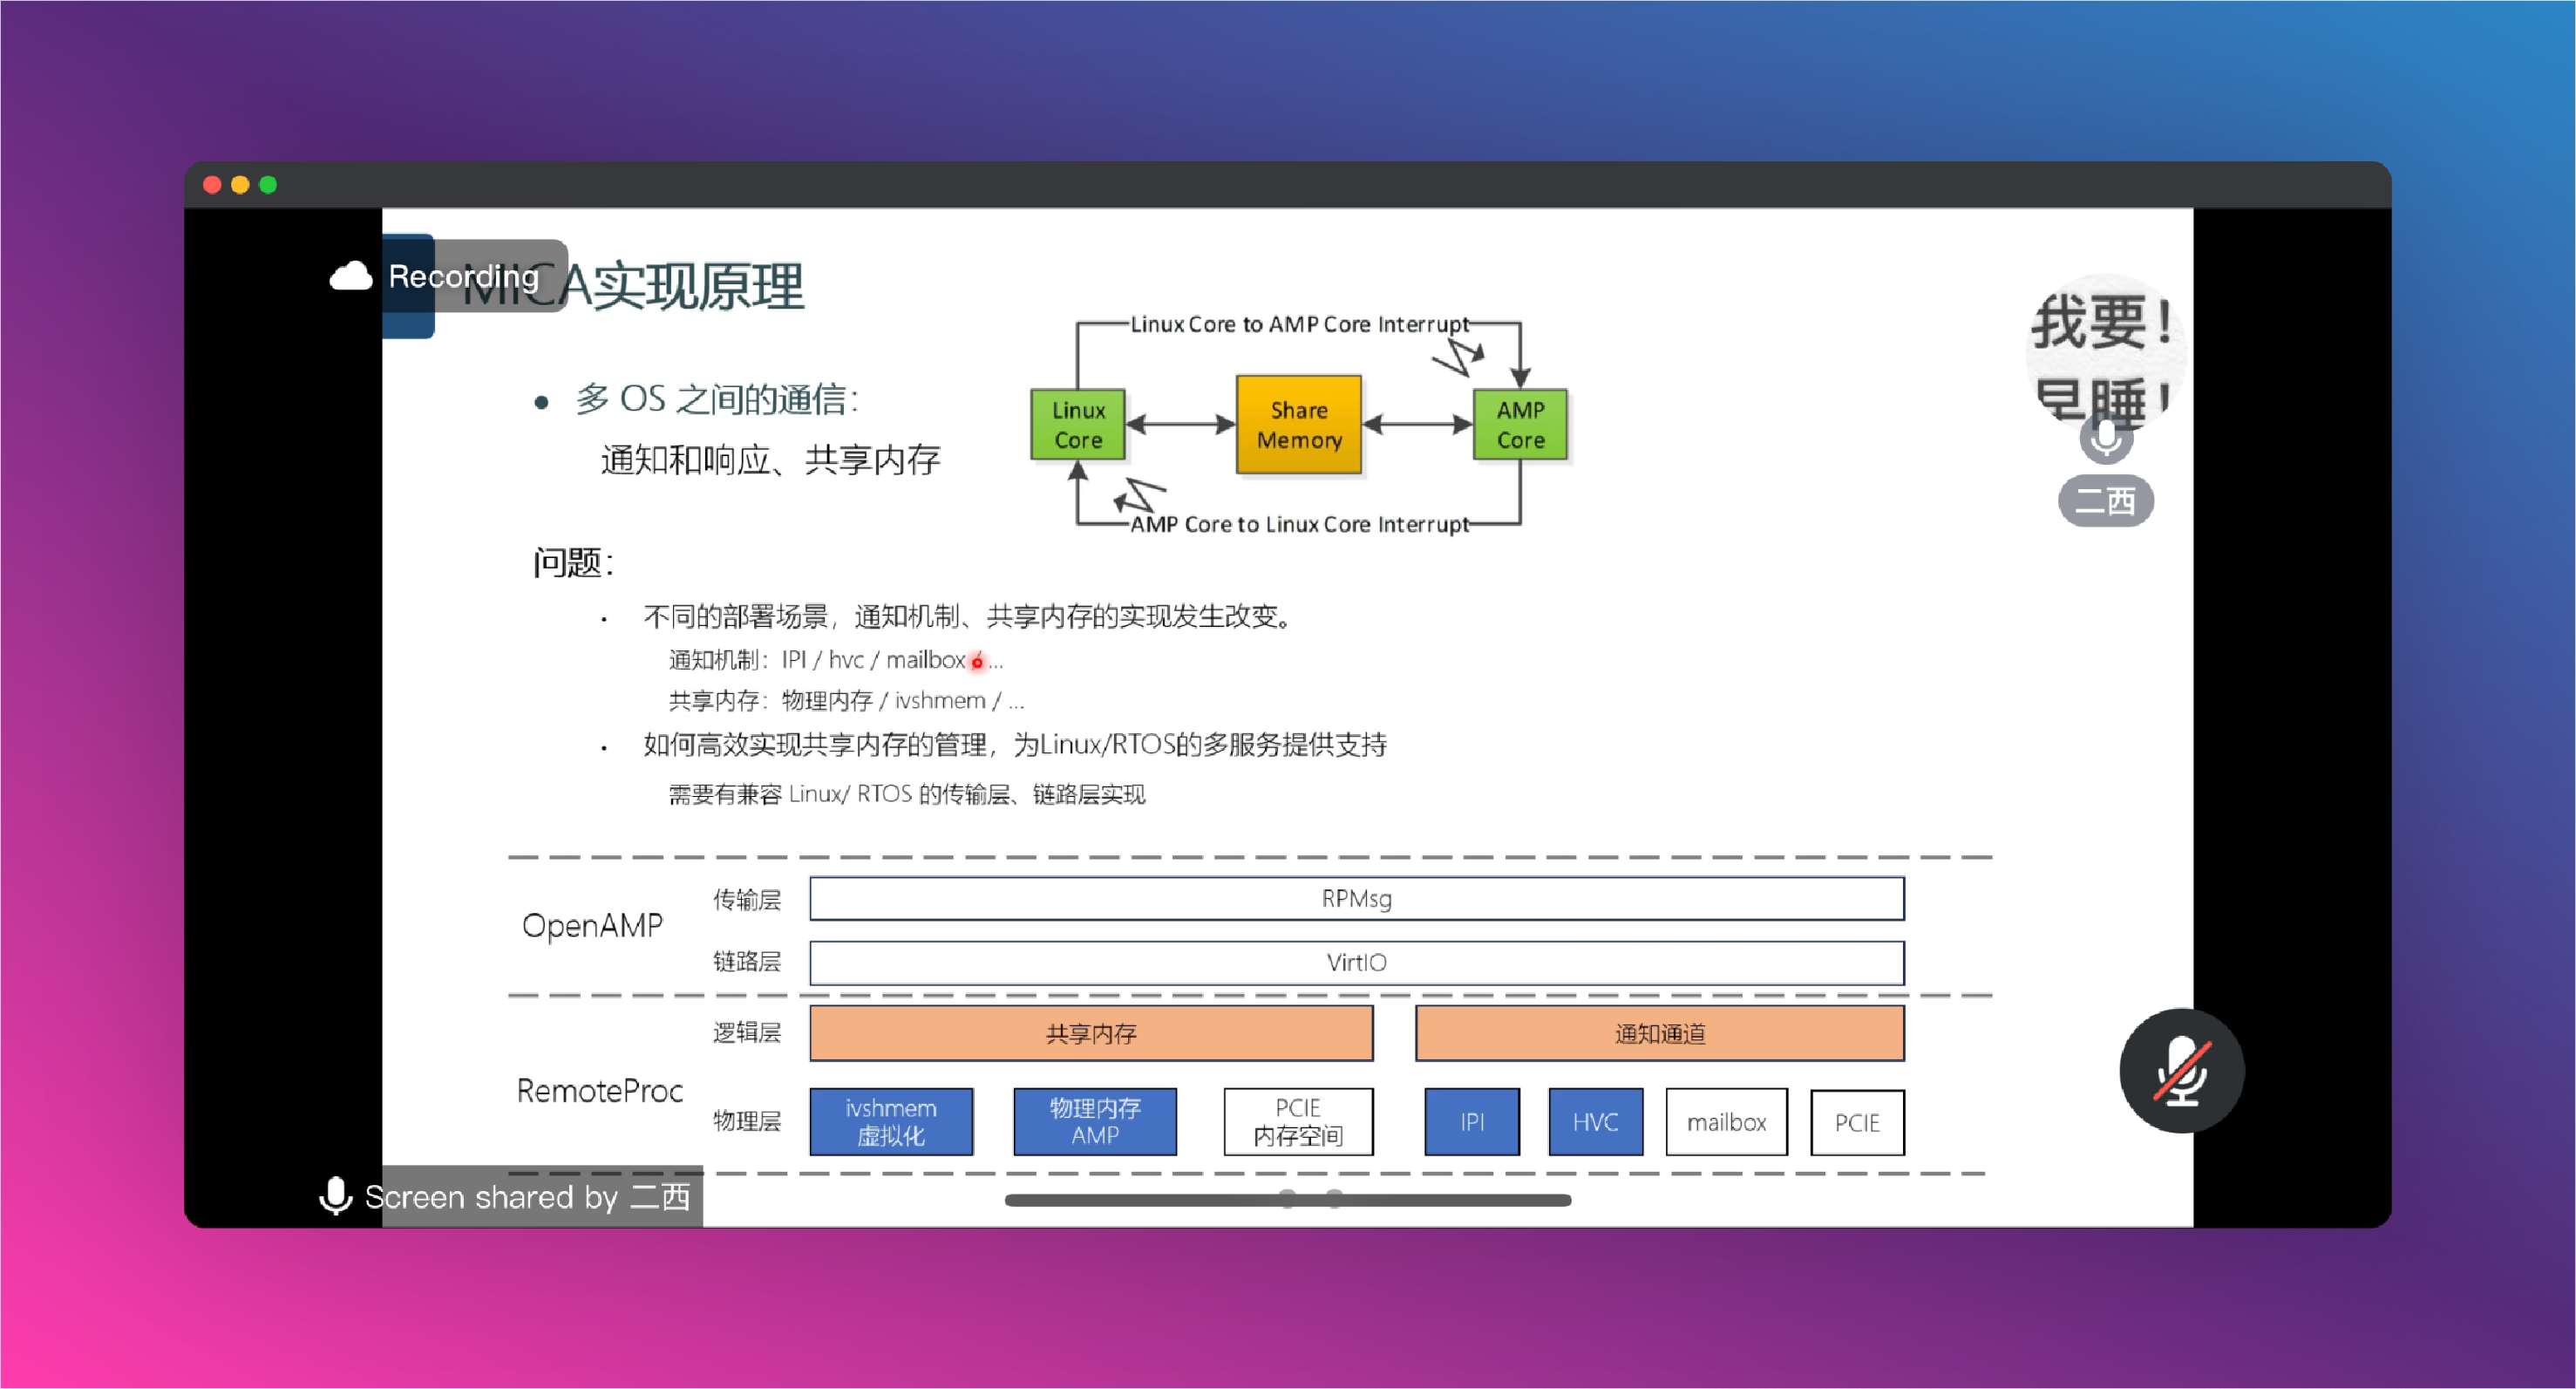 Recording
MICA实现原理
我要！
早睡！
二西
• 多 OS 之间的通信：
通知和响应、共享内存
Linux Core to AMP Core Interrupt
Linux Core
Share Memory
AMP Core
AMP Core to Linux Core Interrupt
问题：
• 不同的部署场景，通知机制、共享内存的实现发生改变。
通知机制：IPI / hvc / mailbox / ...
共享内存：物理内存 / ivshmem / ...
• 如何高效实现共享内存的管理，为Linux/RTOS的多服务提供支持
需要有兼容 Linux/ RTOS 的传输层、链路层实现
OpenAMP
传输层
RPMsg
链路层
VirtIO
RemoteProc
逻辑层
共享内存
通知通道
物理层
ivshmem
虚拟化
物理内存
AMP
PCIE
内存空间
IPI
HVC
mailbox
PCIE
Screen shared by 二西